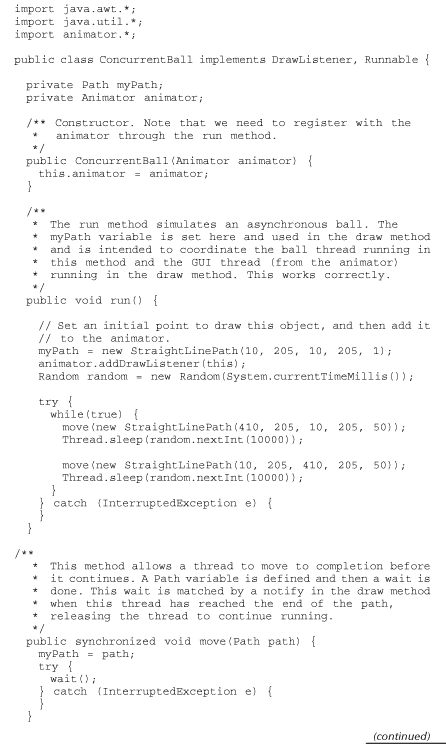 import java.awt.*;
import java.util.*;
import animator.*;

public class ConcurrentBall implements DrawListener, Runnable {

  private Path myPath;
  private Animator animator;

  /** Constructor. Note that we need to register with the
   *   animator through the run method.
   */
  public ConcurrentBall(Animator animator) {
    this.animator = animator;
  }

  /**
   *  The run method simulates an asynchronous ball. The
   *  myPath variable is set here and used in the draw method
   *  and is intended to coordinate the ball thread running in
   *  this method and the GUI thread (from the animator)
   *  running in the draw method. This works correctly.
   */
  public void run() {

    // Set an initial point to draw this object, and then add it
    // to the animator.
    myPath = new StraightLinePath(10, 205, 10, 205, 1);
    animator.addDrawListener(this);
    Random random = new Random(System.currentTimeMillis());

    try {
      while(true) {
        move(new StraightLinePath(410, 205, 10, 205, 50));
        Thread.sleep(random.nextInt(10000));

        move(new StraightLinePath(10, 205, 410, 205, 50));
        Thread.sleep(random.nextInt(10000));
      }
    } catch (InterruptedException e) {
    }
  }

/**
   *  This method allows a thread to move to completion before
   *  it continues. A Path variable is defined and then a wait is
   *  done. This wait is matched by a notify in the draw method
   *  when this thread has reached the end of the path,
   *  releasing the thread to continue running.
   */
  public synchronized void move(Path path) {
    myPath = path;
    try {
      wait();
    } catch (InterruptedException e) {
    }
  }

(continued)